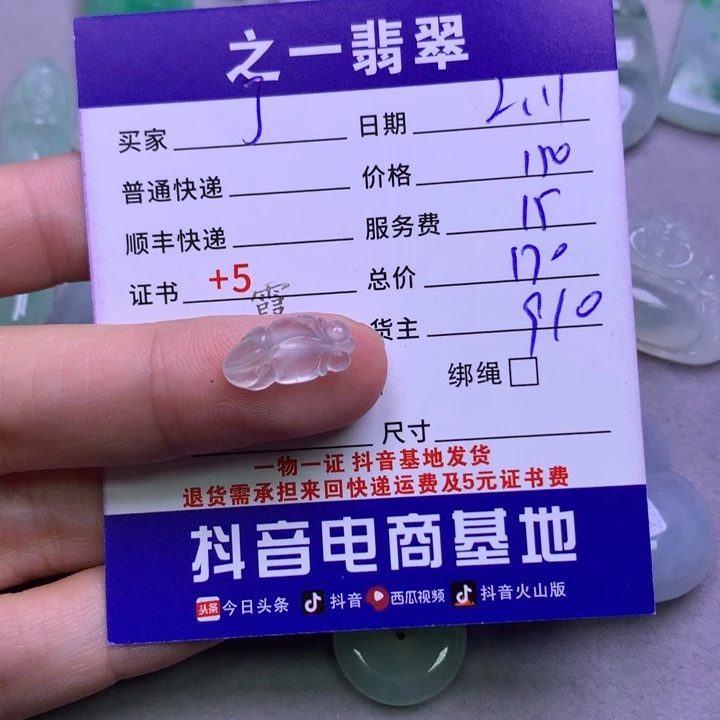 之一翡翠
买家 日期 2.11
普通快递 价格 150
顺丰快递 服务费 15
证书 +5 总价 170
霞 货主 910
绑绳
尺寸
一物一证 抖音基地发货
退货需承担来回快递运费及5元证书费
抖音电商基地
头条 今日头条 抖音 西瓜视频 抖音火山版